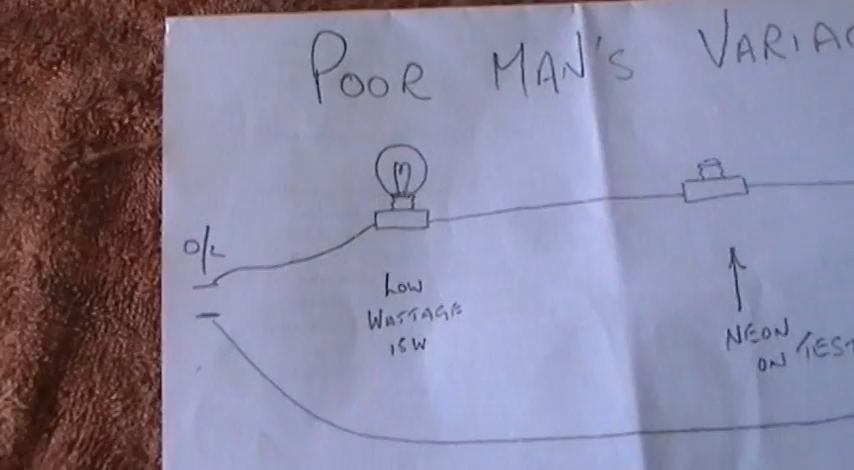 POOR MAN'S VARIAC
O/L
LOW
WATTAGE
15W
NEON
ON TEST